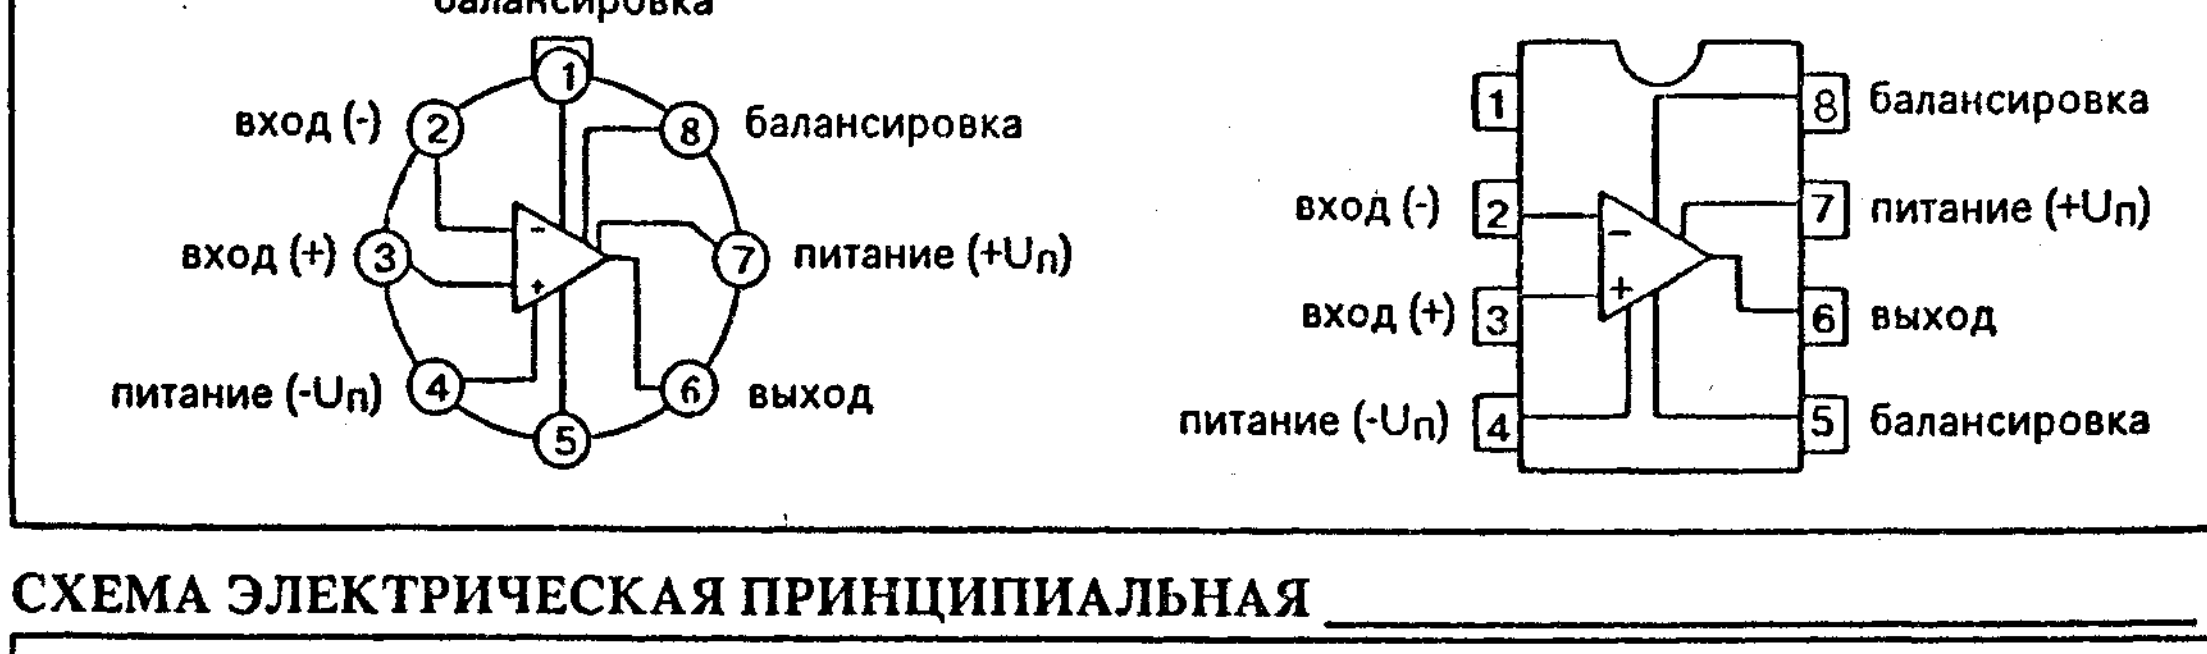 балансировка
1
вход (-) 2
8 балансировка
-
вход (+) 3
7 питание (+Uп)
+
питание (-Uп) 4
6 выход
5
1
8 балансировка
вход (-) 2
7 питание (+Uп)
-
+
вход (+) 3
6 выход
питание (-Uп) 4
5 балансировка
СХЕМА ЭЛЕКТРИЧЕСКАЯ ПРИНЦИПИАЛЬНАЯ